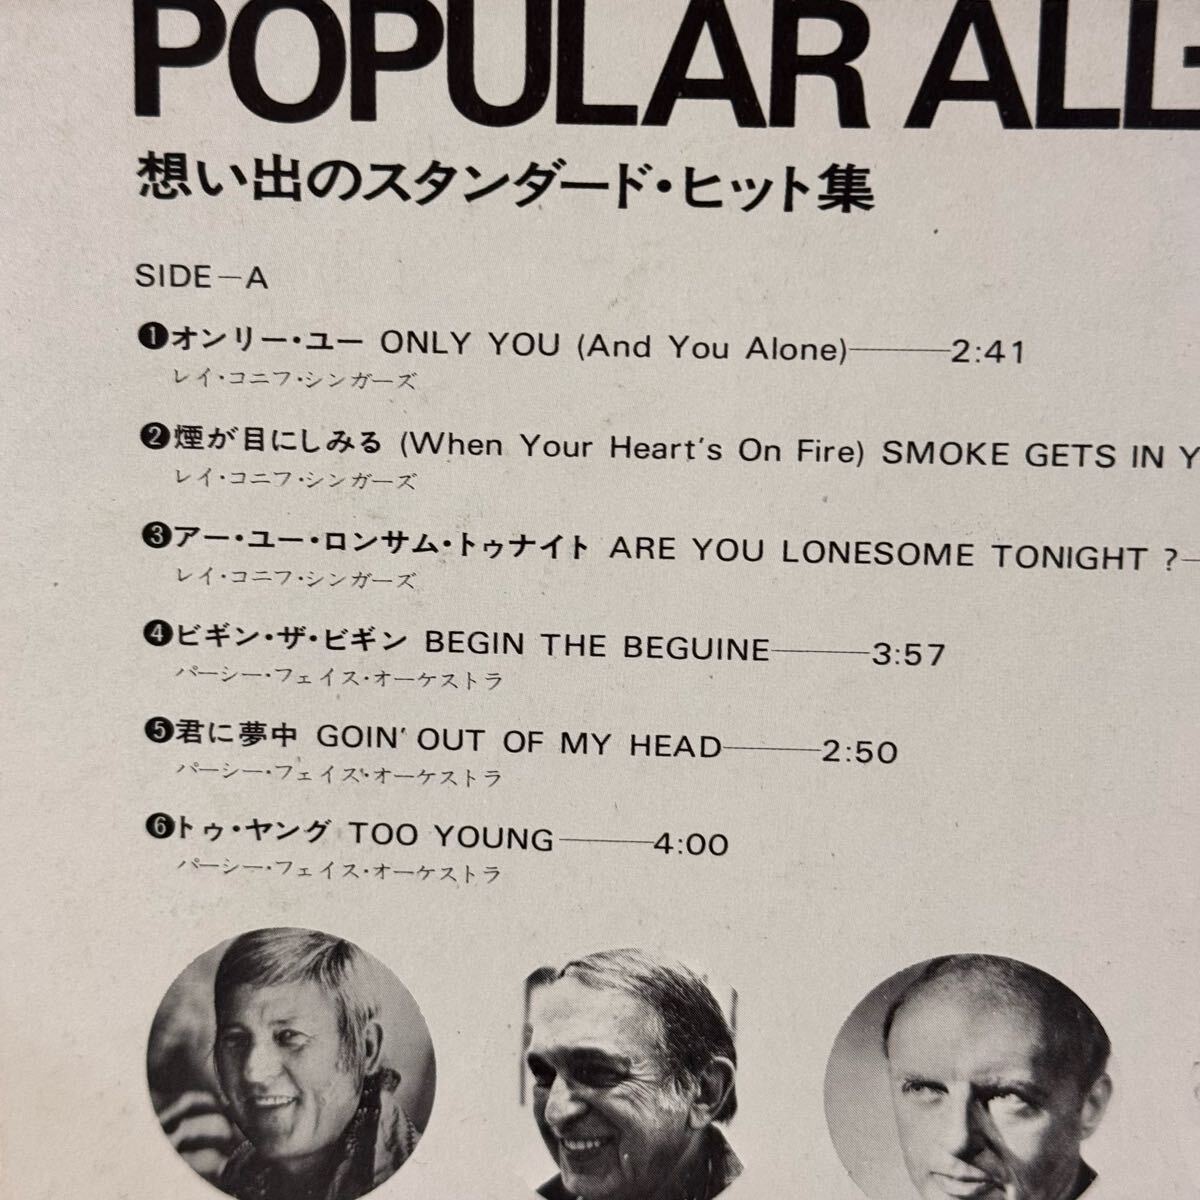 POPULAR ALL
想い出のスタンダード・ヒット集
SIDE—A
❶オンリー・ユー ONLY YOU (And You Alone)———2:41
レイ・コニフ・シンガーズ
❷煙が目にしみる (When Your Heart's On Fire) SMOKE GETS IN Y
レイ・コニフ・シンガーズ
❸アー・ユー・ロンサム・トゥナイト ARE YOU LONESOME TONIGHT ?—
レイ・コニフ・シンガーズ
❹ビギン・ザ・ビギン BEGIN THE BEGUINE———3:57
パーシー・フェイス・オーケストラ
❺君に夢中 GOIN' OUT OF MY HEAD———2:50
パーシー・フェイス・オーケストラ
❻トゥ・ヤング TOO YOUNG———4:00
パーシー・フェイス・オーケストラ